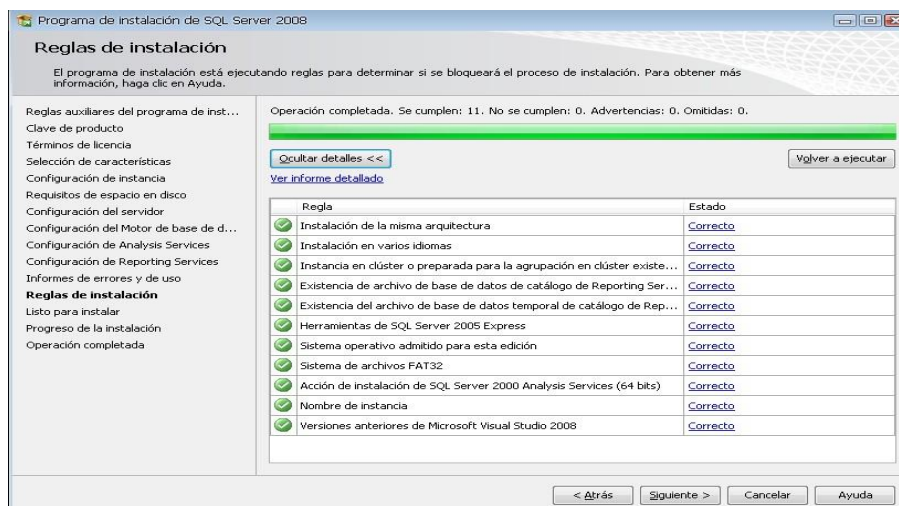 Programa de instalación de SQL Server 2008
Reglas de instalación
El programa de instalación está ejecutando reglas para determinar si se bloqueará el proceso de instalación. Para obtener más
información, haga clic en Ayuda.
Reglas auxiliares del programa de inst...
Clave de producto
Términos de licencia
Selección de características
Configuración de instancia
Requisitos de espacio en disco
Configuración del servidor
Configuración del Motor de base de d...
Configuración de Analysis Services
Configuración de Reporting Services
Informes de errores y de uso
Reglas de instalación
Listo para instalar
Progreso de la instalación
Operación completada
Operación completada. Se cumplen: 11. No se cumplen: 0. Advertencias: 0. Omitidas: 0.
Ocultar detalles <<
Volver a ejecutar
Ver informe detallado
Regla Estado
Instalación de la misma arquitectura Correcto
Instalación en varios idiomas Correcto
Instancia en clúster o preparada para la agrupación en clúster existe... Correcto
Existencia de archivo de base de datos de catálogo de Reporting Ser... Correcto
Existencia del archivo de base de datos temporal de catálogo de Rep... Correcto
Herramientas de SQL Server 2005 Express Correcto
Sistema operativo admitido para esta edición Correcto
Sistema de archivos FAT32 Correcto
Acción de instalación de SQL Server 2000 Analysis Services (64 bits) Correcto
Nombre de instancia Correcto
Versiones anteriores de Microsoft Visual Studio 2008 Correcto
< Atrás Siguiente > Cancelar Ayuda